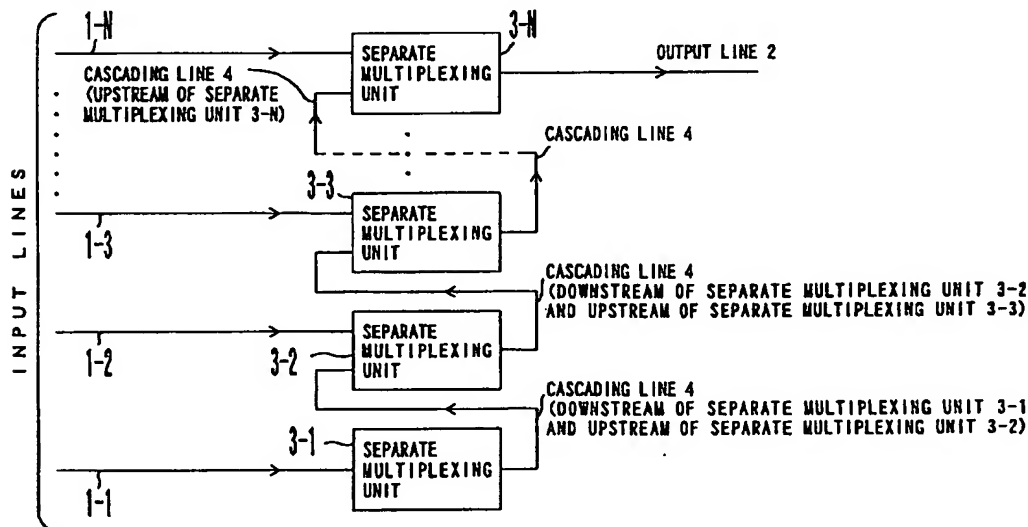 1-N
3-N
SEPARATE
MULTIPLEXING
UNIT
OUTPUT LINE 2
CASCADING LINE 4
(UPSTREAM OF SEPARATE
MULTIPLEXING UNIT 3-N)
CASCADING LINE 4
3-3
SEPARATE
MULTIPLEXING
UNIT
1-3
INPUT LINES
CASCADING LINE 4
(DOWNSTREAM OF SEPARATE MULTIPLEXING UNIT 3-2
AND UPSTREAM OF SEPARATE MULTIPLEXING UNIT 3-3)
SEPARATE
MULTIPLEXING
UNIT
3-2
1-2
CASCADING LINE 4
(DOWNSTREAM OF SEPARATE MULTIPLEXING UNIT 3-1
AND UPSTREAM OF SEPARATE MULTIPLEXING UNIT 3-2)
3-1
SEPARATE
MULTIPLEXING
UNIT
1-1